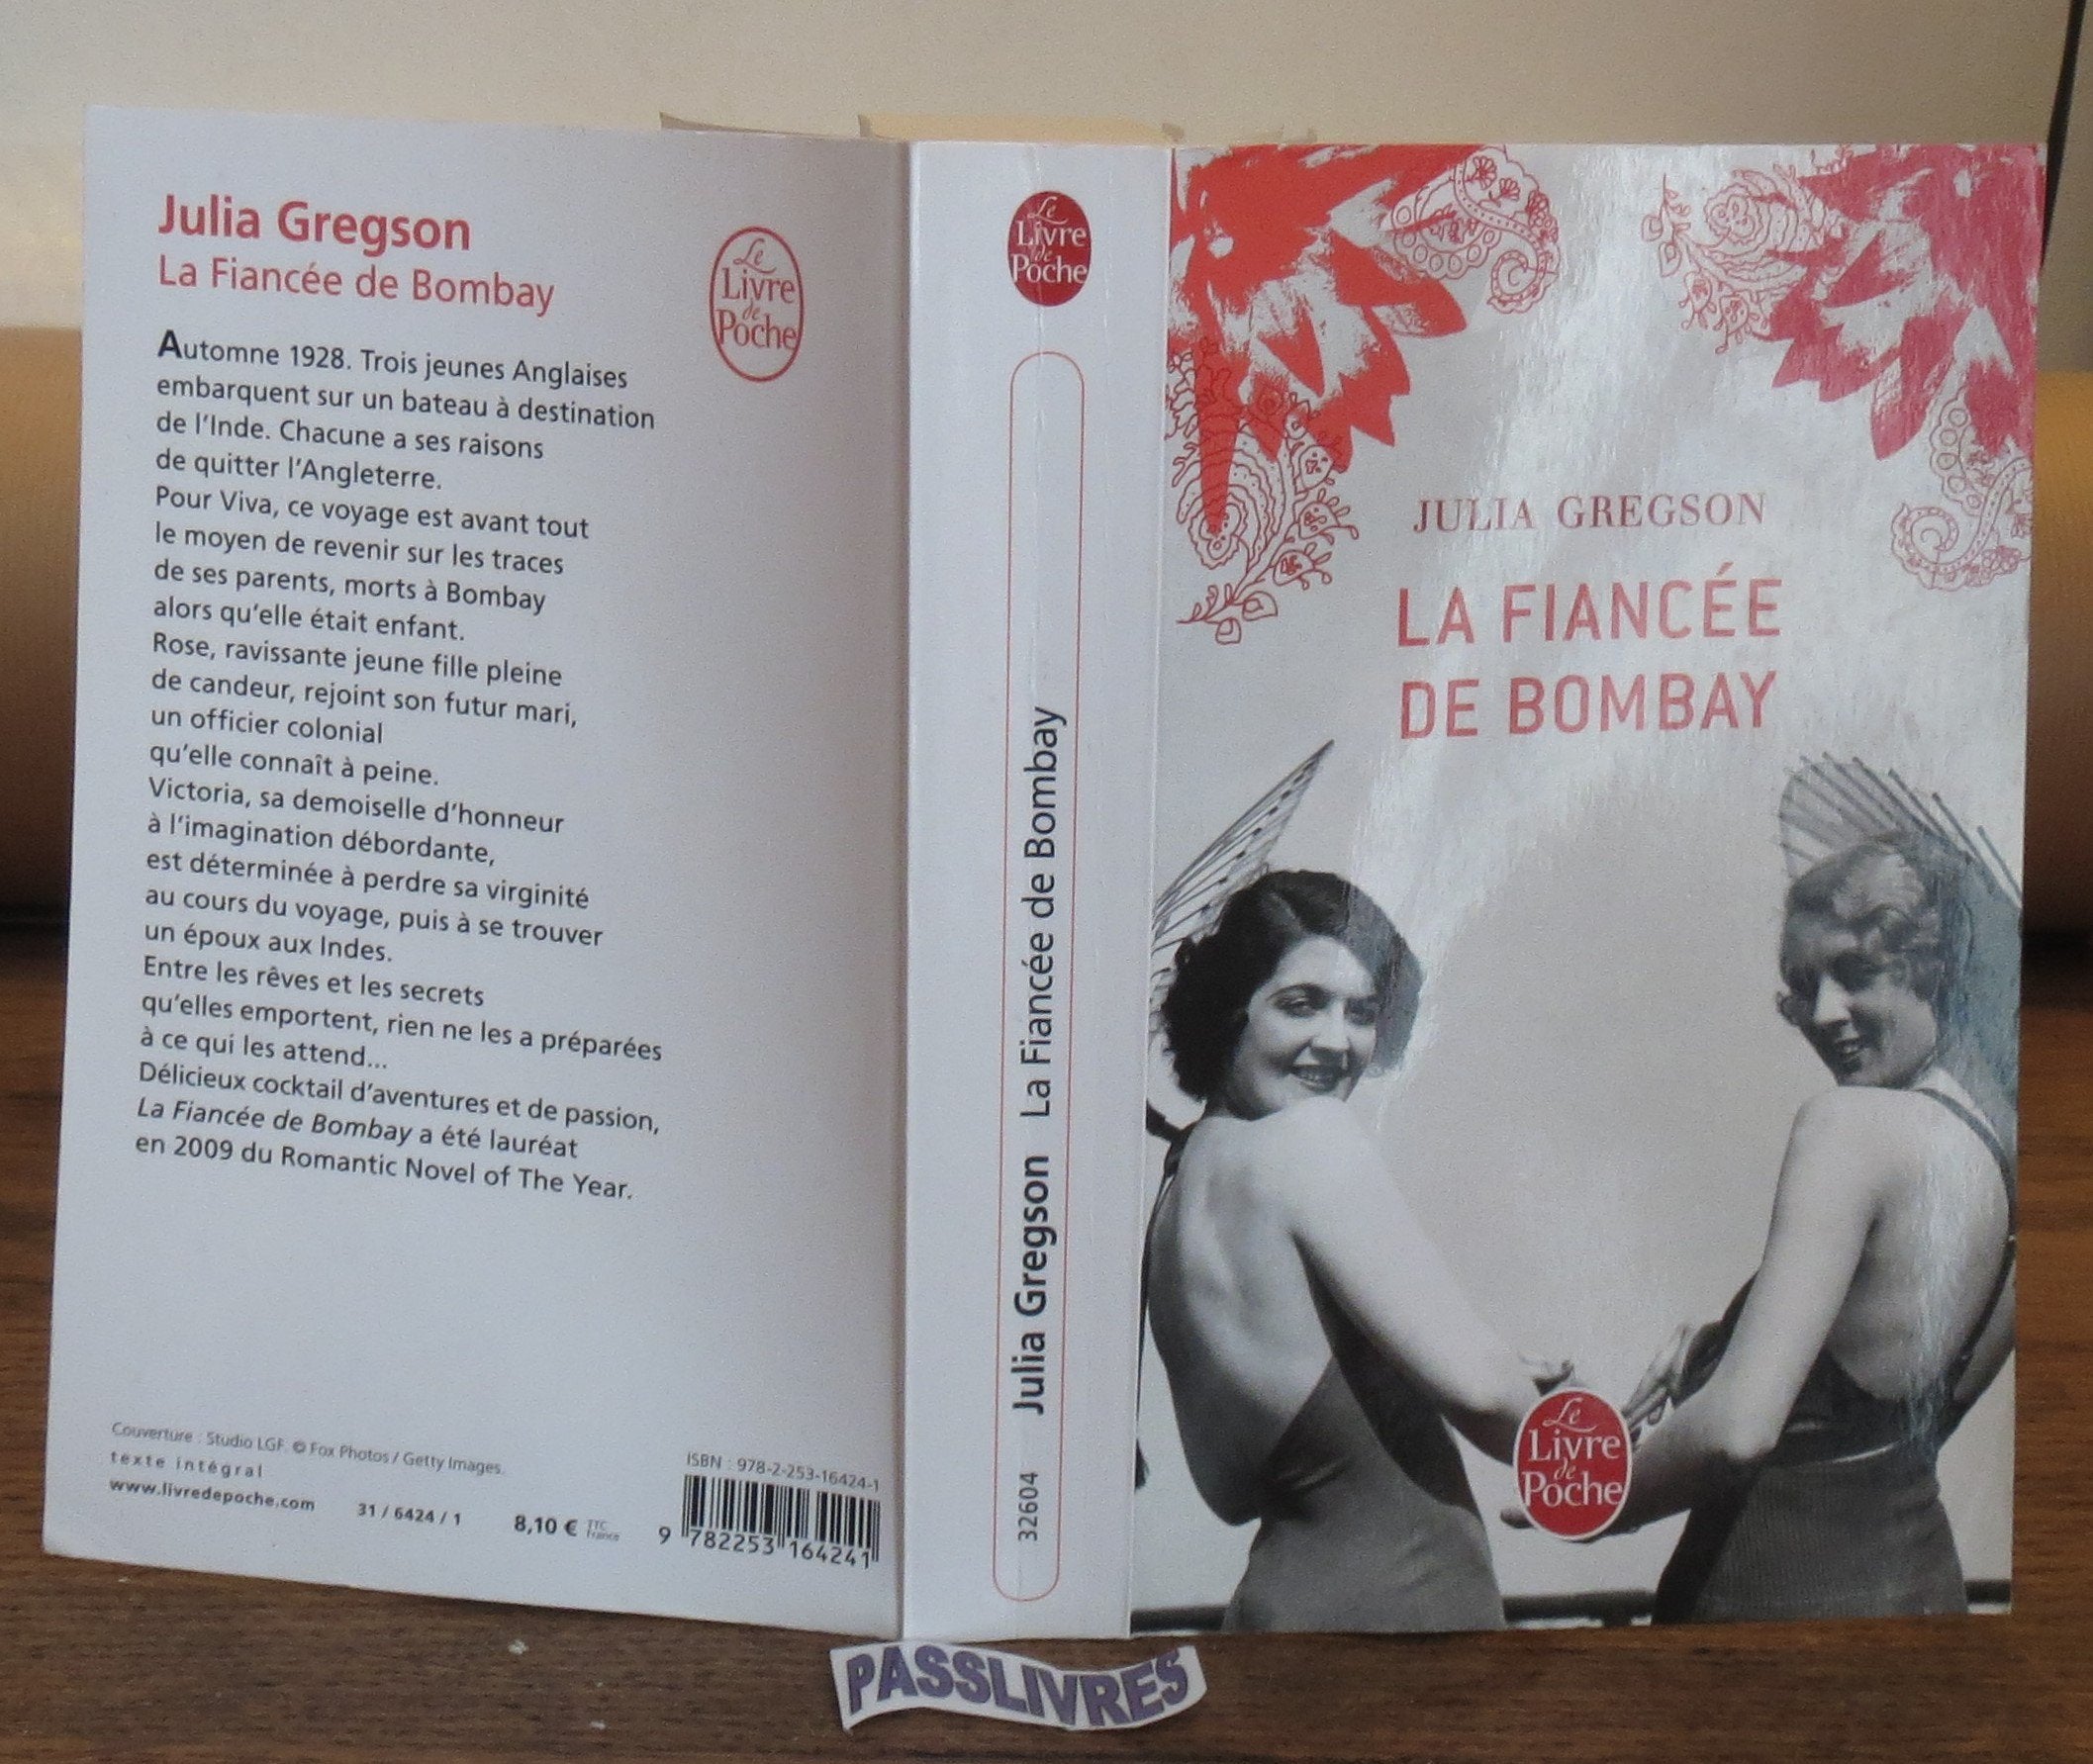 Julia Gregson
La Fiancée de Bombay
Le
Livre
de
Poche
Automne 1928. Trois jeunes Anglaises
embarquent sur un bateau à destination
de l'Inde. Chacune a ses raisons
de quitter l'Angleterre.
Pour Viva, ce voyage est avant tout
le moyen de revenir sur les traces
de ses parents, morts à Bombay
alors qu'elle était enfant.
Rose, ravissante jeune fille pleine
de candeur, rejoint son futur mari,
un officier colonial
qu'elle connaît à peine.
Victoria, sa demoiselle d'honneur
à l'imagination débordante,
est déterminée à perdre sa virginité
au cours du voyage, puis à se trouver
un époux aux Indes.
Entre les rêves et les secrets
qu'elles emportent, rien ne les a préparées
à ce qui les attend...
Délicieux cocktail d'aventures et de passion,
La Fiancée de Bombay a été lauréat
en 2009 du Romantic Novel of The Year.
Couverture : Studio LGF. © Fox Photos / Getty Images.
texte intégral
www.livredepoche.com
31 / 6424 / 1
8,10 € TTC
France
ISBN : 978-2-253-16424-1
9 782253 164241
Le
Livre
de
Poche
Julia Gregson La Fiancée de Bombay
32604
JULIA GREGSON
LA FIANCÉE
DE BOMBAY
Le
Livre
de
Poche
PASSLIVRES